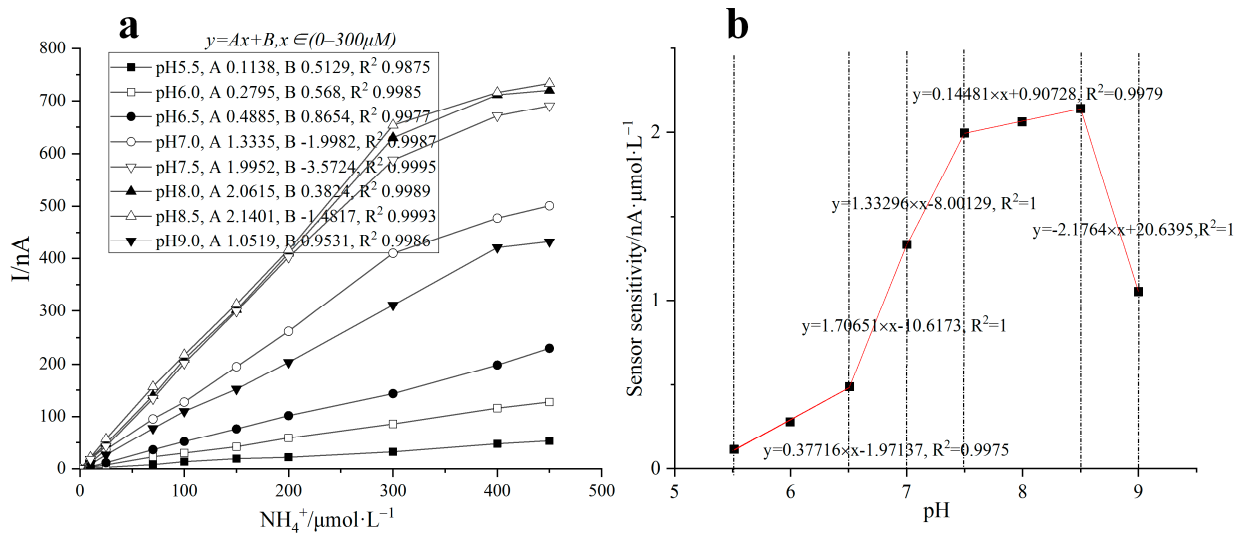 a
y=Ax+B,x∈(0–300μM)
pH5.5, A 0.1138, B 0.5129, R² 0.9875
pH6.0, A 0.2795, B 0.568, R² 0.9985
pH6.5, A 0.4885, B 0.8654, R² 0.9977
pH7.0, A 1.3335, B -1.9982, R² 0.9987
pH7.5, A 1.9952, B -3.5724, R² 0.9995
pH8.0, A 2.0615, B 0.3824, R² 0.9989
pH8.5, A 2.1401, B -1.4817, R² 0.9993
pH9.0, A 1.0519, B 0.9531, R² 0.9986
I/nA
800
700
600
500
400
300
200
100
0
0 100 200 300 400 500
NH₄⁺/μmol·L⁻¹
b
Sensor sensitivity/nA·μmol·L⁻¹
2
1
0
y=0.14481×x+0.90728, R²=0.9979
y=1.33296×x-8.00129, R²=1
y=-2.1764×x+20.6395,R²=1
y=1.70651×x-10.6173, R²=1
y=0.37716×x-1.97137, R²=0.9975
5 6 7 8 9
pH